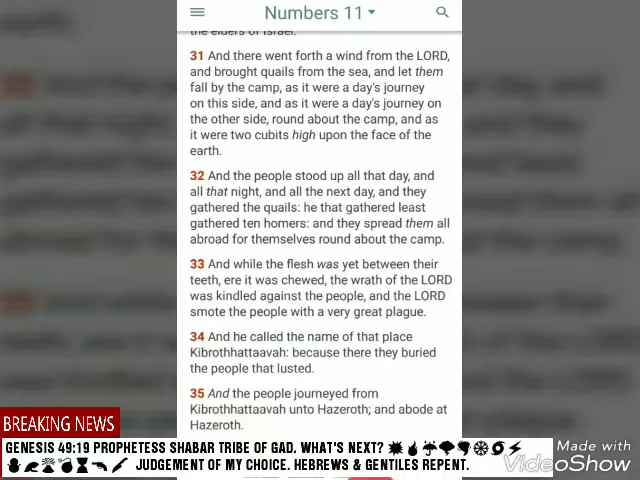 Numbers 11
the elders of Israel.
31 And there went forth a wind from the LORD,
and brought quails from the sea, and let them
fall by the camp, as it were a day's journey
on this side, and as it were a day's journey on
the other side, round about the camp, and as
it were two cubits high upon the face of the
earth.
32 And the people stood up all that day, and
all that night, and all the next day, and they
gathered the quails: he that gathered least
gathered ten homers: and they spread them all
abroad for themselves round about the camp.
33 And while the flesh was yet between their
teeth, ere it was chewed, the wrath of the LORD
was kindled against the people, and the LORD
smote the people with a very great plague.
34 And he called the name of that place
Kibrothhattaavah: because there they buried
the people that lusted.
35 And the people journeyed from
Kibrothhattaavah unto Hazeroth; and abode at
Hazeroth.
BREAKING NEWS
GENESIS 49:19 PROPHETESS SHABAR TRIBE OF GAD. WHAT'S NEXT?
JUDGEMENT OF MY CHOICE. HEBREWS & GENTILES REPENT.
Made with
VideoShow